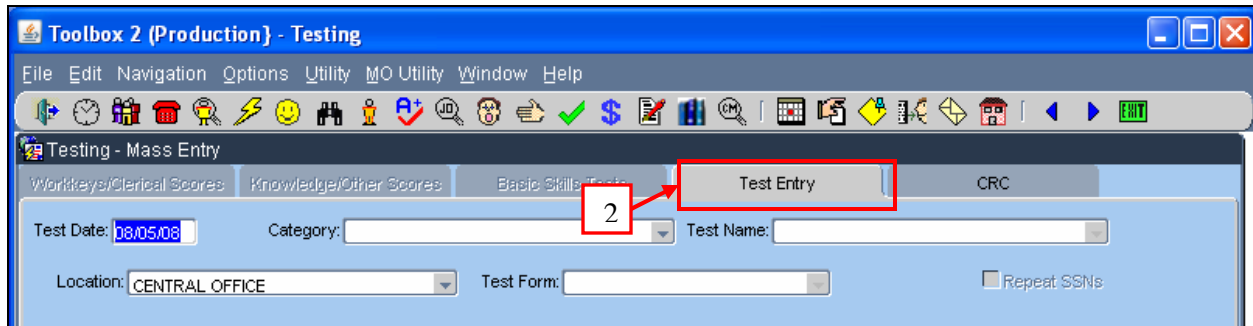 Toolbox 2 (Production} - Testing
File Edit Navigation Options Utility MO Utility Window Help
EXIT
Testing - Mass Entry
Workkeys/Clerical Scores Knowledge/Other Scores Basic Skills Tests Test Entry CRC
2
Test Date: 08/05/08 Category: Test Name:
Location: CENTRAL OFFICE Test Form: Repeat SSNs